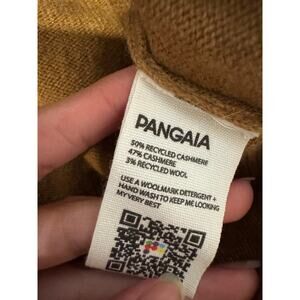 PANGAIA
50% RECYCLED CASHMERE
47% CASHMERE
3% RECYCLED WOOL
USE A WOOLMARK DETERGENT +
HAND WASH TO KEEP ME LOOKING
MY VERY BEST